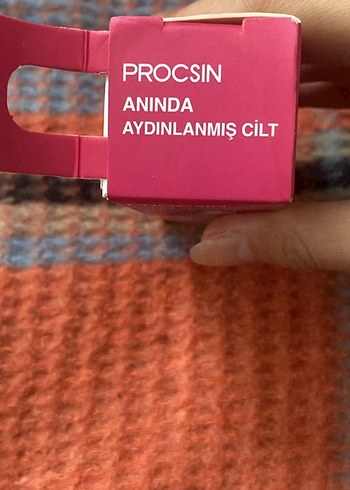 PROCSIN
ANINDA
AYDINLANMIŞ CİLT